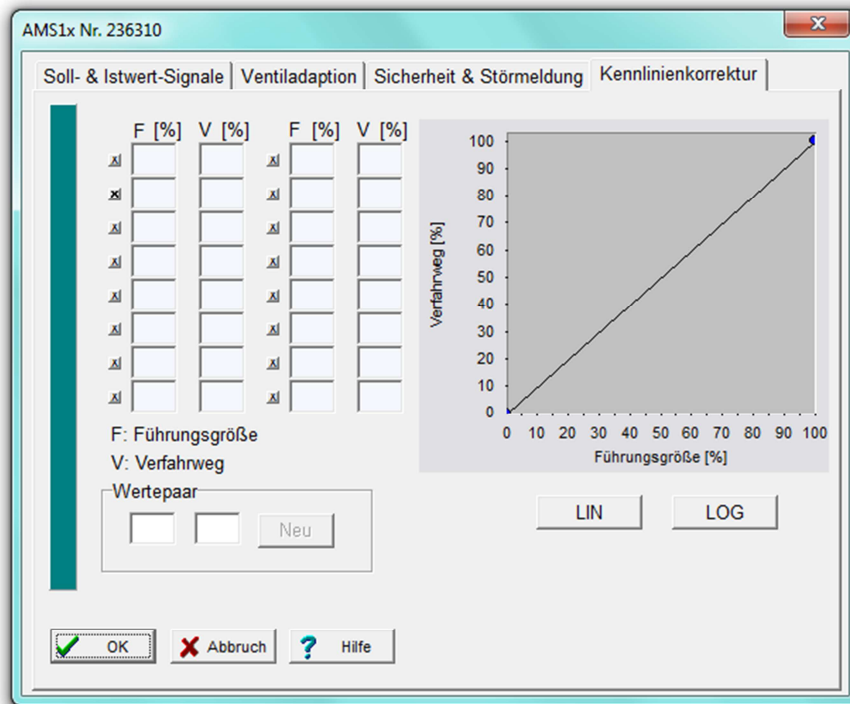 AMS1x Nr. 236310
Soll- & Istwert-Signale
Ventiladaption
Sicherheit & Störmeldung
Kennlinienkorrektur
F [%] V [%] F [%] V [%]
x x
x x
x x
x x
x x
x x
x x
x x
F: Führungsgröße
V: Verfahrweg
Wertepaar
Neu
Verfahrweg [%]
100
90
80
70
60
50
40
30
20
10
0
0 10 20 30 40 50 60 70 80 90 100
Führungsgröße [%]
LIN LOG
OK Abbruch ? Hilfe